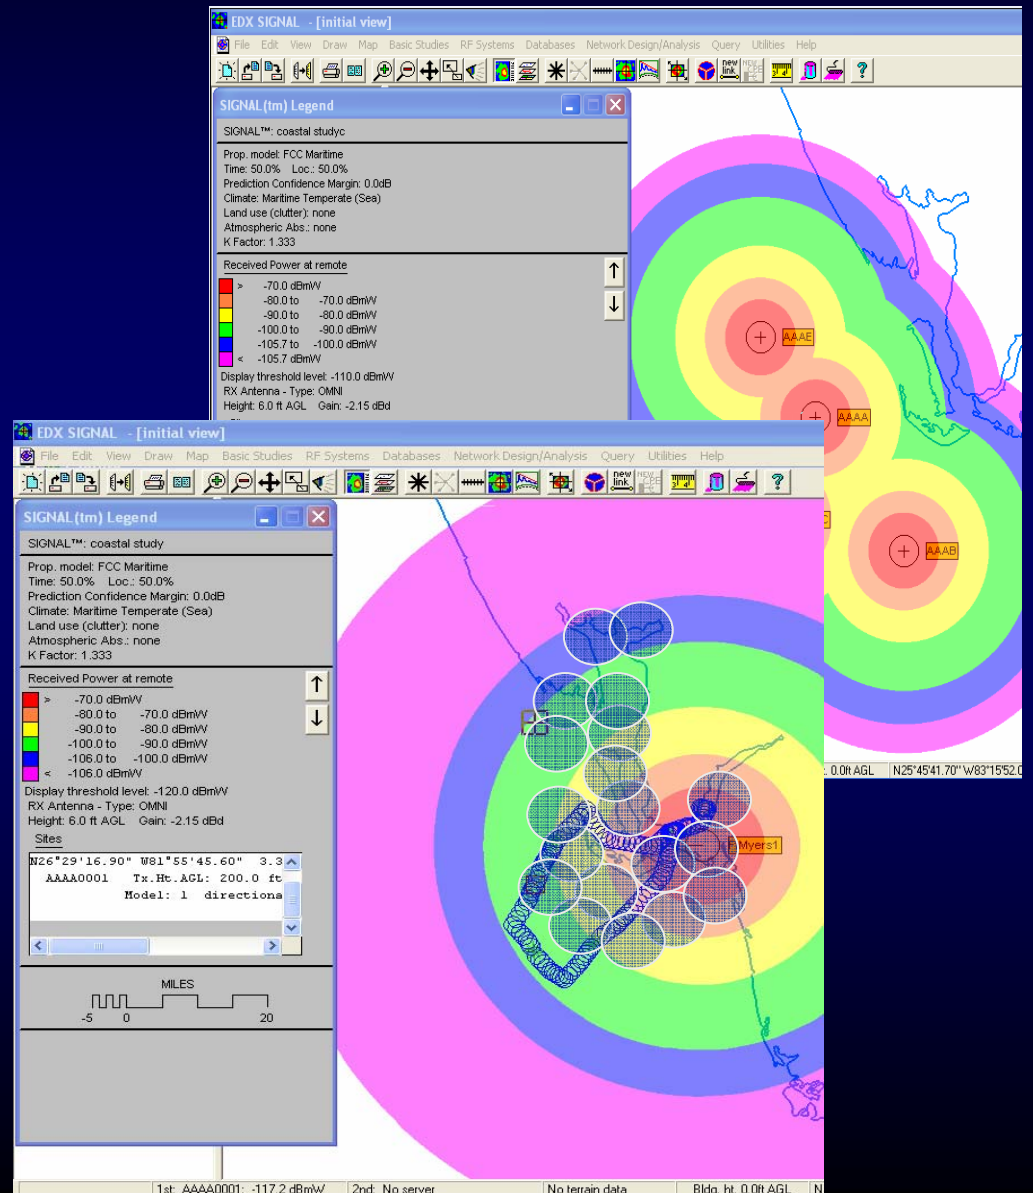 EDX SIGNAL - [initial view]
File Edit View Draw Map Basic Studies RF Systems Databases Network Design/Analysis Query Utilities Help
new link
SIGNAL(tm) Legend
SIGNAL™: coastal studyc
Prop. model: FCC Maritime
Time: 50.0% Loc.: 50.0%
Prediction Confidence Margin: 0.0dB
Climate: Maritime Temperate (Sea)
Land use (clutter): none
Atmospheric Abs.: none
K Factor: 1.333
Received Power at remote
> -70.0 dBmW
-80.0 to -70.0 dBmW
-90.0 to -80.0 dBmW
-100.0 to -90.0 dBmW
-105.7 to -100.0 dBmW
< -105.7 dBmW
Display threshold level: -110.0 dBmW
RX Antenna - Type: OMNI
Height: 6.0 ft AGL Gain: -2.15 dBd
AAAE
AAAA
AAAB
0.0ft AGL N25°45'41.70" W83°15'52.0
EDX SIGNAL - [initial view]
File Edit View Draw Map Basic Studies RF Systems Databases Network Design/Analysis Query Utilities Help
new link
SIGNAL(tm) Legend
SIGNAL™: coastal study
Prop. model: FCC Maritime
Time: 50.0% Loc.: 50.0%
Prediction Confidence Margin: 0.0dB
Climate: Maritime Temperate (Sea)
Land use (clutter): none
Atmospheric Abs.: none
K Factor: 1.333
Received Power at remote
> -70.0 dBmW
-80.0 to -70.0 dBmW
-90.0 to -80.0 dBmW
-100.0 to -90.0 dBmW
-106.0 to -100.0 dBmW
< -106.0 dBmW
Display threshold level: -120.0 dBmW
RX Antenna - Type: OMNI
Height: 6.0 ft AGL Gain: -2.15 dBd
Sites
N26°29'16.90" W81°55'45.60" 3.3
AAAA0001 Tx.Ht.AGL: 200.0 ft
Model: 1 directiona
MILES
-5 0 20
Myers1
1st: AAAA0001: -117.2 dBmW 2nd: No server No terrain data Bldg. ht. 0.0ft AGL N